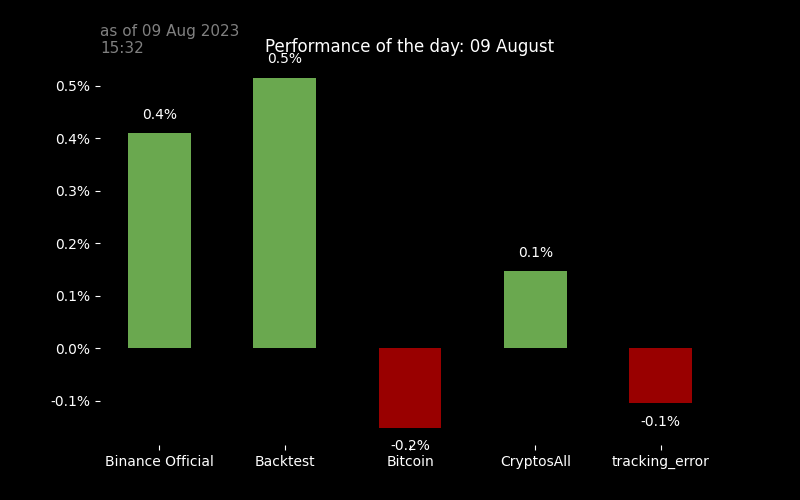 as of 09 Aug 2023
15:32
Performance of the day: 09 August
0.5%
0.4%
0.3%
0.2%
0.1%
0.0%
-0.1%
0.4%
0.5%
-0.2%
0.1%
-0.1%
Binance Official
Backtest
Bitcoin
CryptosAll
tracking_error